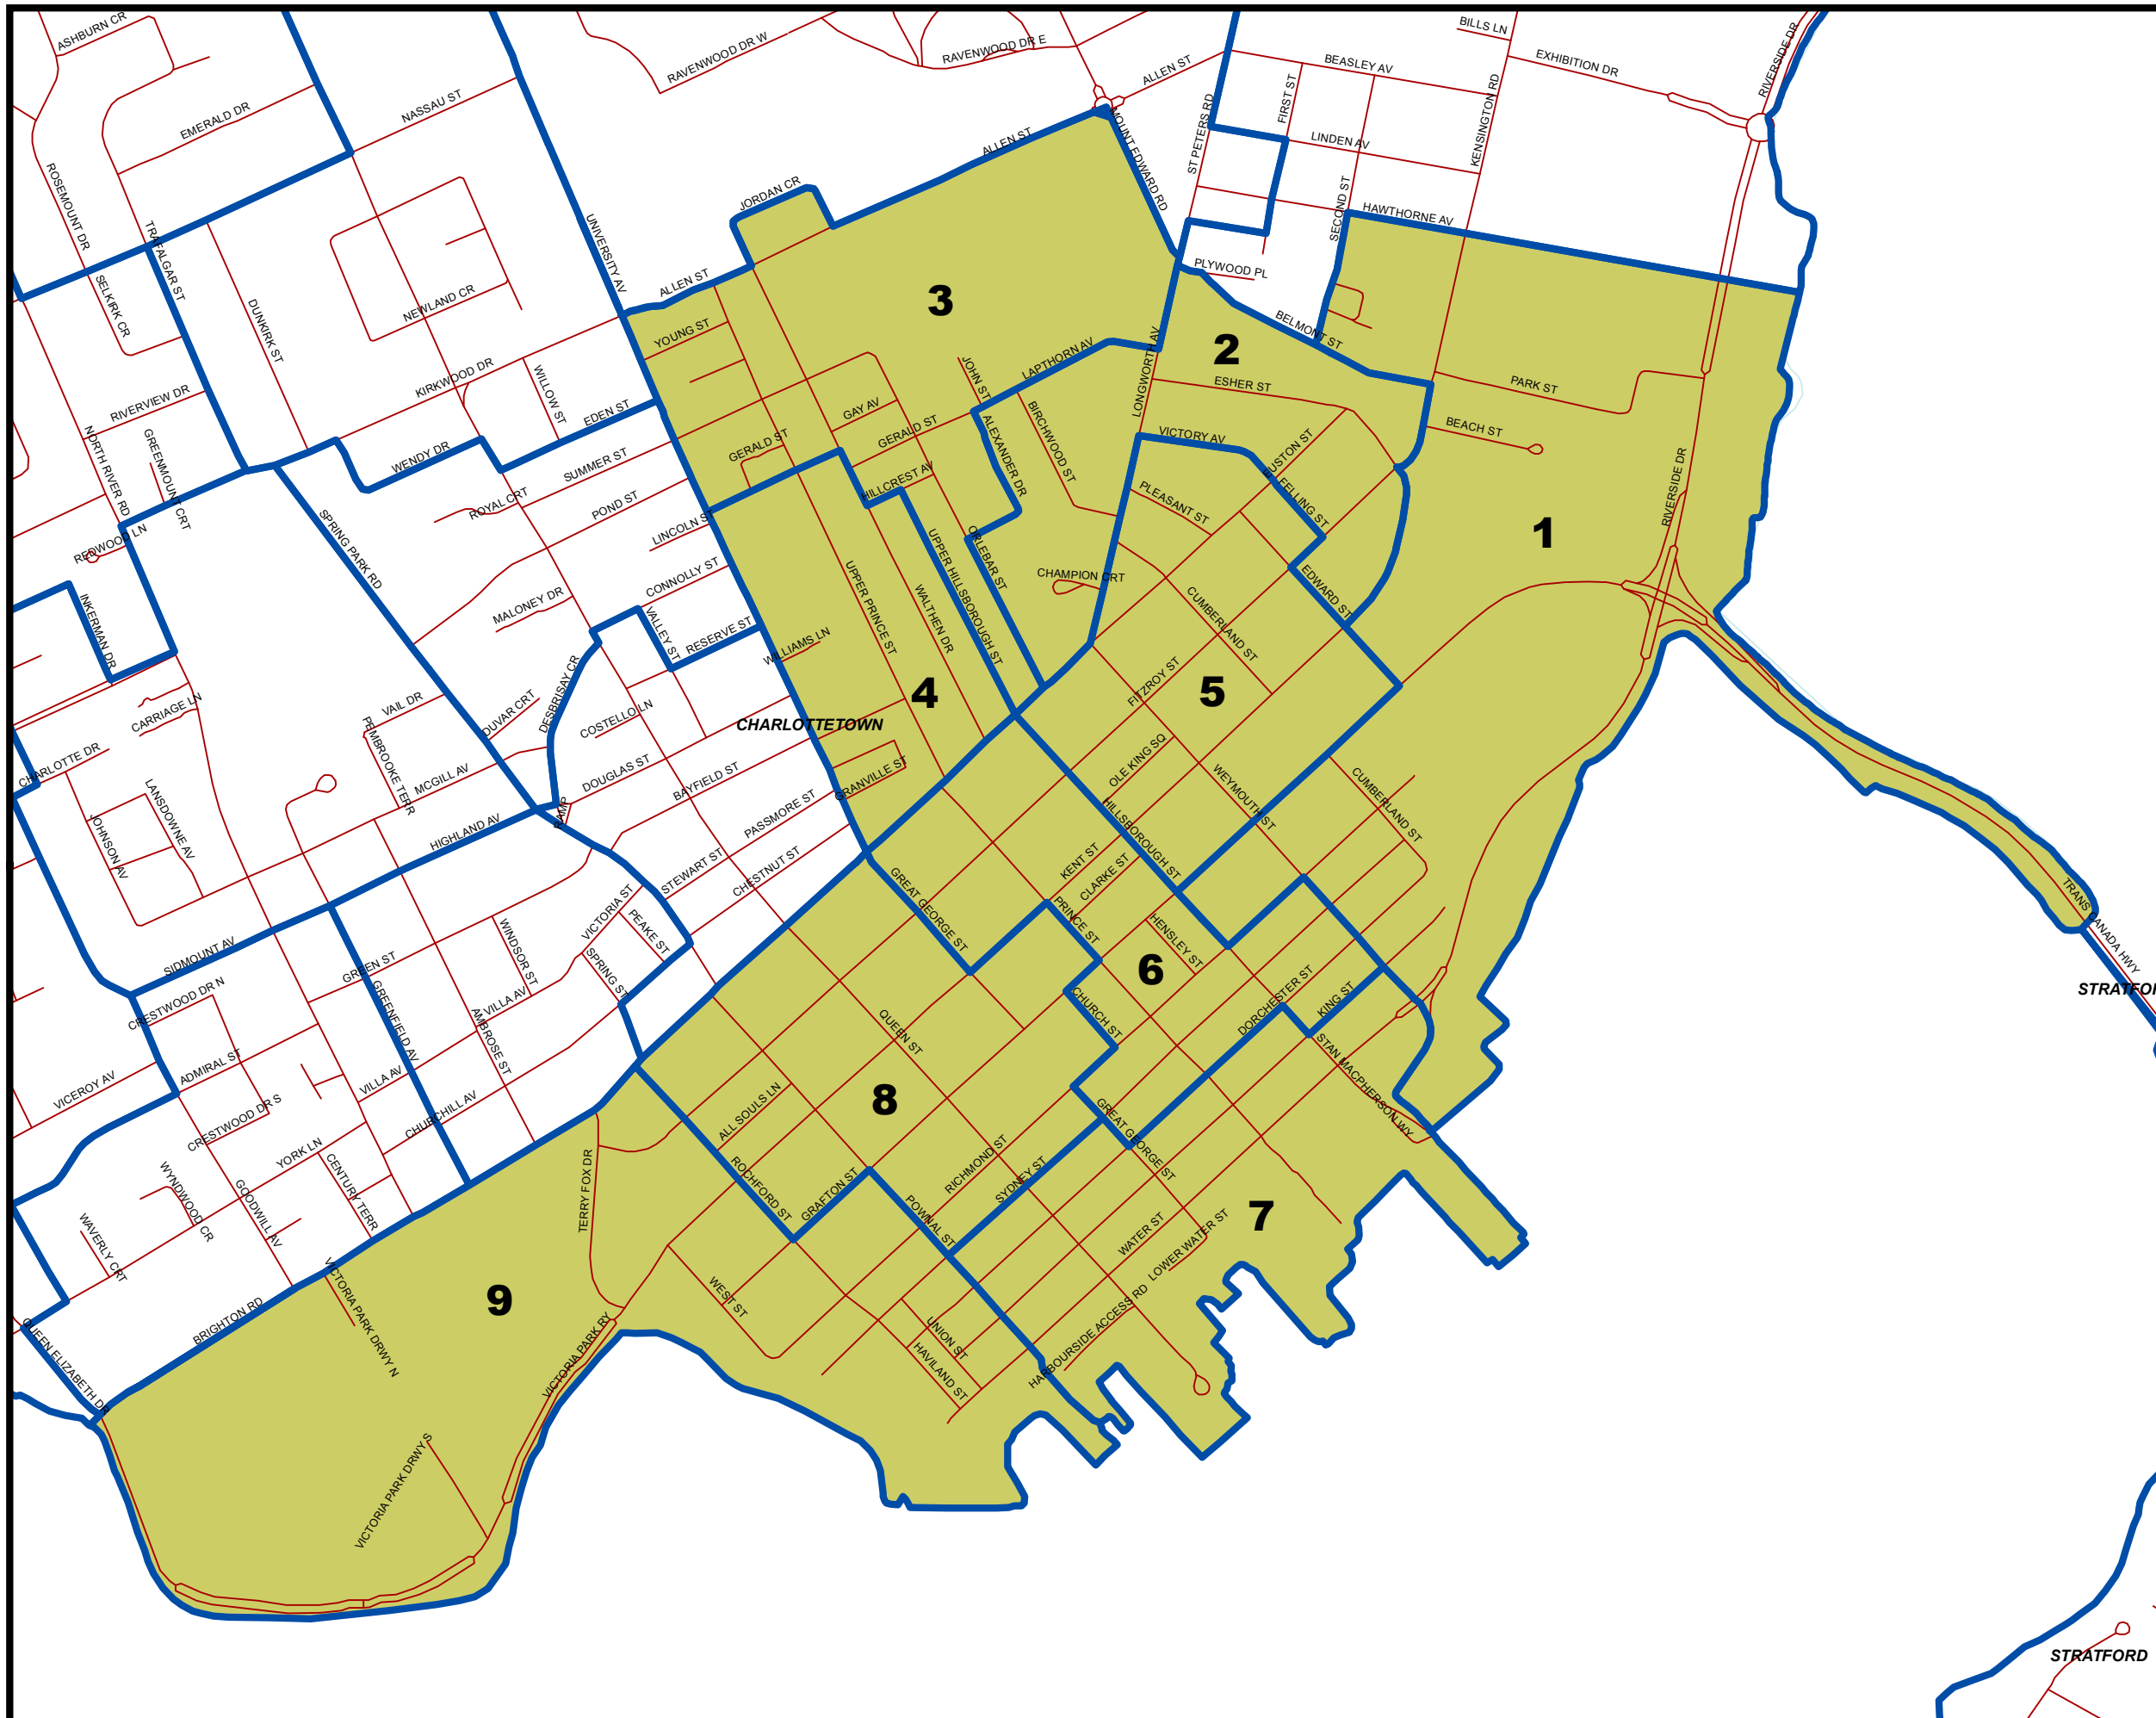 ASHBURN CR
RAVENWOOD DR W
RAVENWOOD DR E
BILLS LN
EXHIBITION DR
RIVERSIDE DR
BEASLEY AV
ALLEN ST
FIRST ST
KENSINGTON RD
NASSAU ST
EMERALD DR
ST PETERS RD
MOUNT EDWARD RD
LINDEN AV
ALLEN ST
ROSEMOUNT DR
TRAFALGAR ST
JORDAN CR
SECOND ST
HAWTHORNE AV
UNIVERSITY AV
PLYWOOD PL
SELKIRK CR
DUNKIRK ST
NEWLAND CR
ALLEN ST
3
YOUNG ST
BELMONT ST
2
LAPTHORN AV
LONGWORTH AV
JOHN ST
ESHER ST
PARK ST
KIRKWOOD DR
WILLOW ST
RIVERVIEW DR
EDEN ST
GAY AV
BIRCHWOOD ST
GERALD ST
GERALD ST
ALEXANDER DR
VICTORY AV
BEACH ST
NORTH RIVER RD
GREENMOUNT CRT
WENDY DR
SUMMER ST
EUSTON ST
FELLING ST
HILLCREST AV
PLEASANT ST
RIVERSIDE DR
ROYAL CRT
POND ST
1
REDWOOD LN
SPRING PARK RD
LINCOLN ST
UPPER HILLSBOROUGH ST
ORLEBAR ST
CHAMPION CRT
EDWARD ST
INKERMAN DR
MALONEY DR
CONNOLLY ST
UPPER PRINCE ST
WALTHEN DR
CUMBERLAND ST
VALLEY ST
RESERVE ST
WILLIAMS LN
DESBRISAY CR
FITZROY ST
4
5
CARRIAGE LN
VAIL DR
DUVAR CRT
COSTELLO LN
CHARLOTTETOWN
CHARLOTTE DR
PEMBROOKE TERR
OLE KING SQ
LANSDOWNE AV
MCGILL AV
DOUGLAS ST
BAYFIELD ST
GRANVILLE ST
WEYMOUTH ST
CUMBERLAND ST
JOHNSON AV
HIGHLAND AV
RAMP
PASSMORE ST
HILLSBOROUGH ST
STEWART ST
CHESTNUT ST
GREAT GEORGE ST
KENT ST
CLARKE ST
TRANS CANADA HWY
VICTORIA ST
PEAKE ST
WINDSOR ST
SPRING ST
PRINCE ST
HENSLEY ST
SIDMOUNT AV
GREEN ST
6
DORCHESTER ST
KING ST
CRESTWOOD DR N
GREENFIELD AV
VILLA AV
AMBROSE ST
QUEEN ST
CHURCH ST
STAN MACPHERSON WY
VICEROY AV
ADMIRAL ST
VILLA AV
8
CRESTWOOD DR S
CHURCHILL AV
ALL SOULS LN
GREAT GEORGE ST
YORK LN
CENTURY TERR
TERRY FOX DR
ROCHFORD ST
GRAFTON ST
RICHMOND ST
SYDNEY ST
WYNDWOOD CR
GOODWILL AV
POWNAL ST
7
WATER ST
LOWER WATER ST
WAVERLY CRT
9
VICTORIA PARK DRWY N
WEST ST
QUEEN ELIZABETH DR
BRIGHTON RD
VICTORIA PARK RY
UNION ST
HAVILAND ST
HARBOURSIDE ACCESS RD
VICTORIA PARK DRWY S
STRATFORD